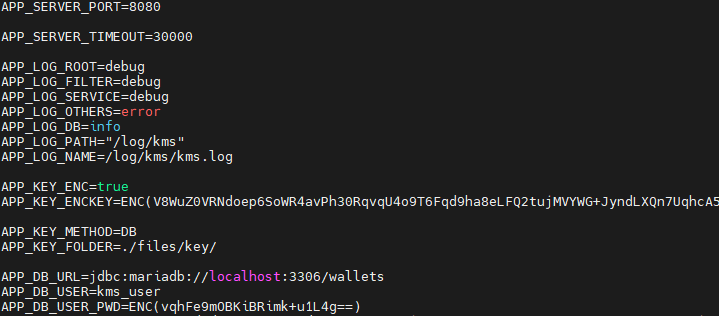 APP_SERVER_PORT=8080
APP_SERVER_TIMEOUT=30000
APP_LOG_ROOT=debug
APP_LOG_FILTER=debug
APP_LOG_SERVICE=debug
APP_LOG_OTHERS=error
APP_LOG_DB=info
APP_LOG_PATH="/log/kms"
APP_LOG_NAME=/log/kms/kms.log
APP_KEY_ENC=true
APP_KEY_ENCKEY=ENC(V8WuZ0VRNdoep6SoWR4avPh30RqvqU4o9T6Fqd9ha8eLFQ2tujMVYWG+JyndLXQn7UqhcA5
APP_KEY_METHOD=DB
APP_KEY_FOLDER=./files/key/
APP_DB_URL=jdbc:mariadb://localhost:3306/wallets
APP_DB_USER=kms_user
APP_DB_USER_PWD=ENC(vqhFe9mOBKiBRimk+u1L4g==)